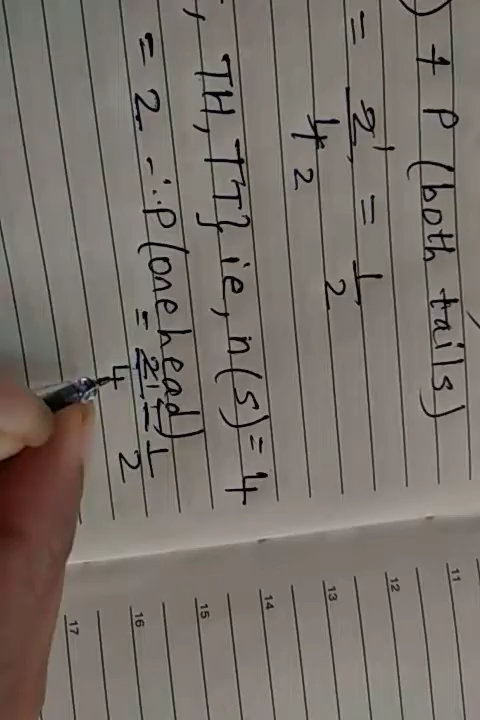 ) + P (both tails)
= 2/4 = 1/2
, TH, TT} ie, n(S) = 4
= 2 ∴ P(one head)
= 2/4 = 1/2
11
12
13
14
15
16
17